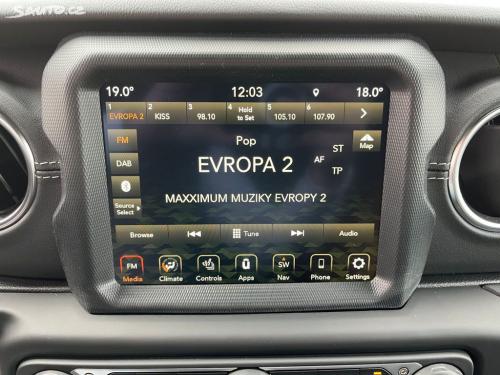 Sauto.cz
19.0° 12:03 18.0°
1 2 3 4 5 6
EVROPA 2 KISS 98.10 Hold to Set 105.10 107.90 >
FM Pop ST Map
DAB EVROPA 2 AF TP
Source Select MAXXIMUM MUZIKY EVROPY 2
Browse Tune Audio
FM SW
Media Climate Controls Apps Nav Phone Settings